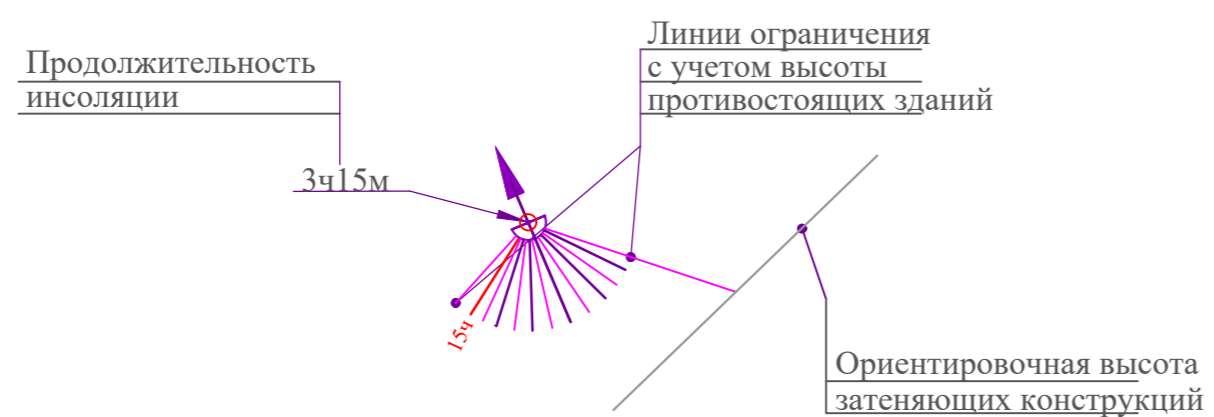 Продолжительность
инсоляции
3ч15м
Линии ограничения
с учетом высоты
противостоящих зданий
15ч
Ориентировочная высота
затеняющих конструкций